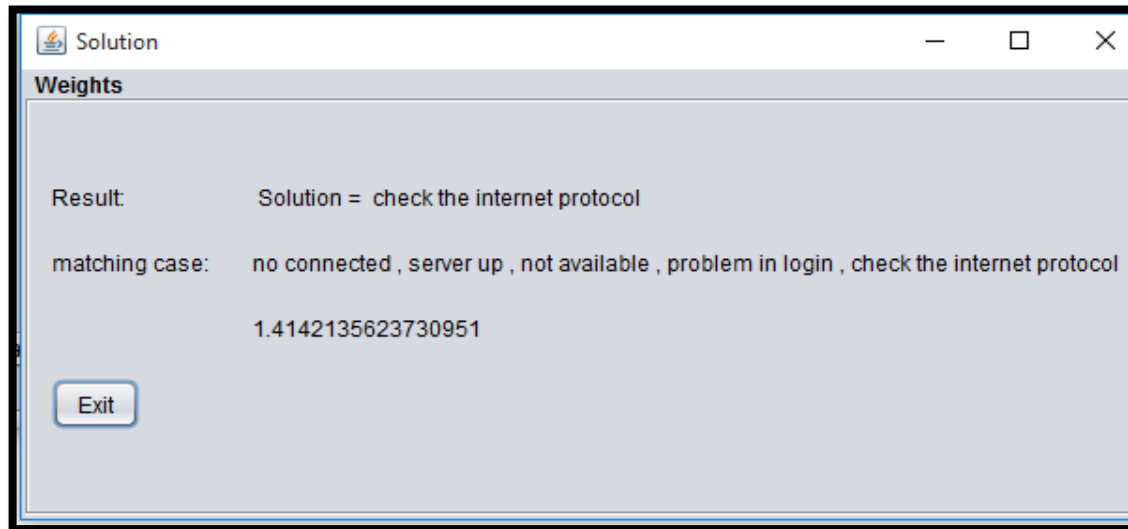 Solution
Weights
Result: Solution = check the internet protocol
matching case: no connected , server up , not available , problem in login , check the internet protocol
1.4142135623730951
Exit